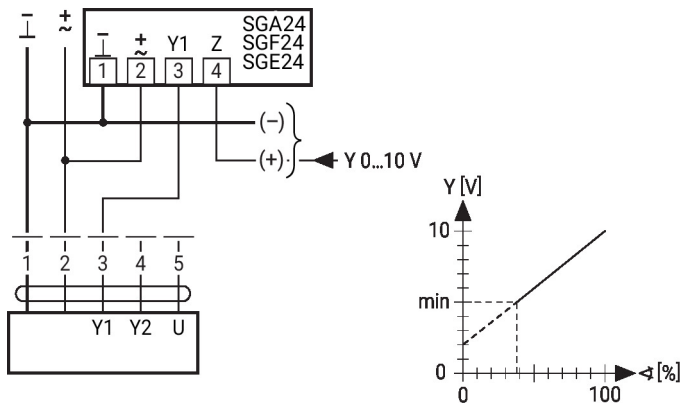 ⊥ ~
SGA24
SGF24
SGE24
⊥ ~ Y1 Z
1 2 3 4
(–)
(+) Y 0...10 V
1 2 3 4 5
Y1 Y2 U
Y [V]
10
min
0
0 100 ∢ [%]